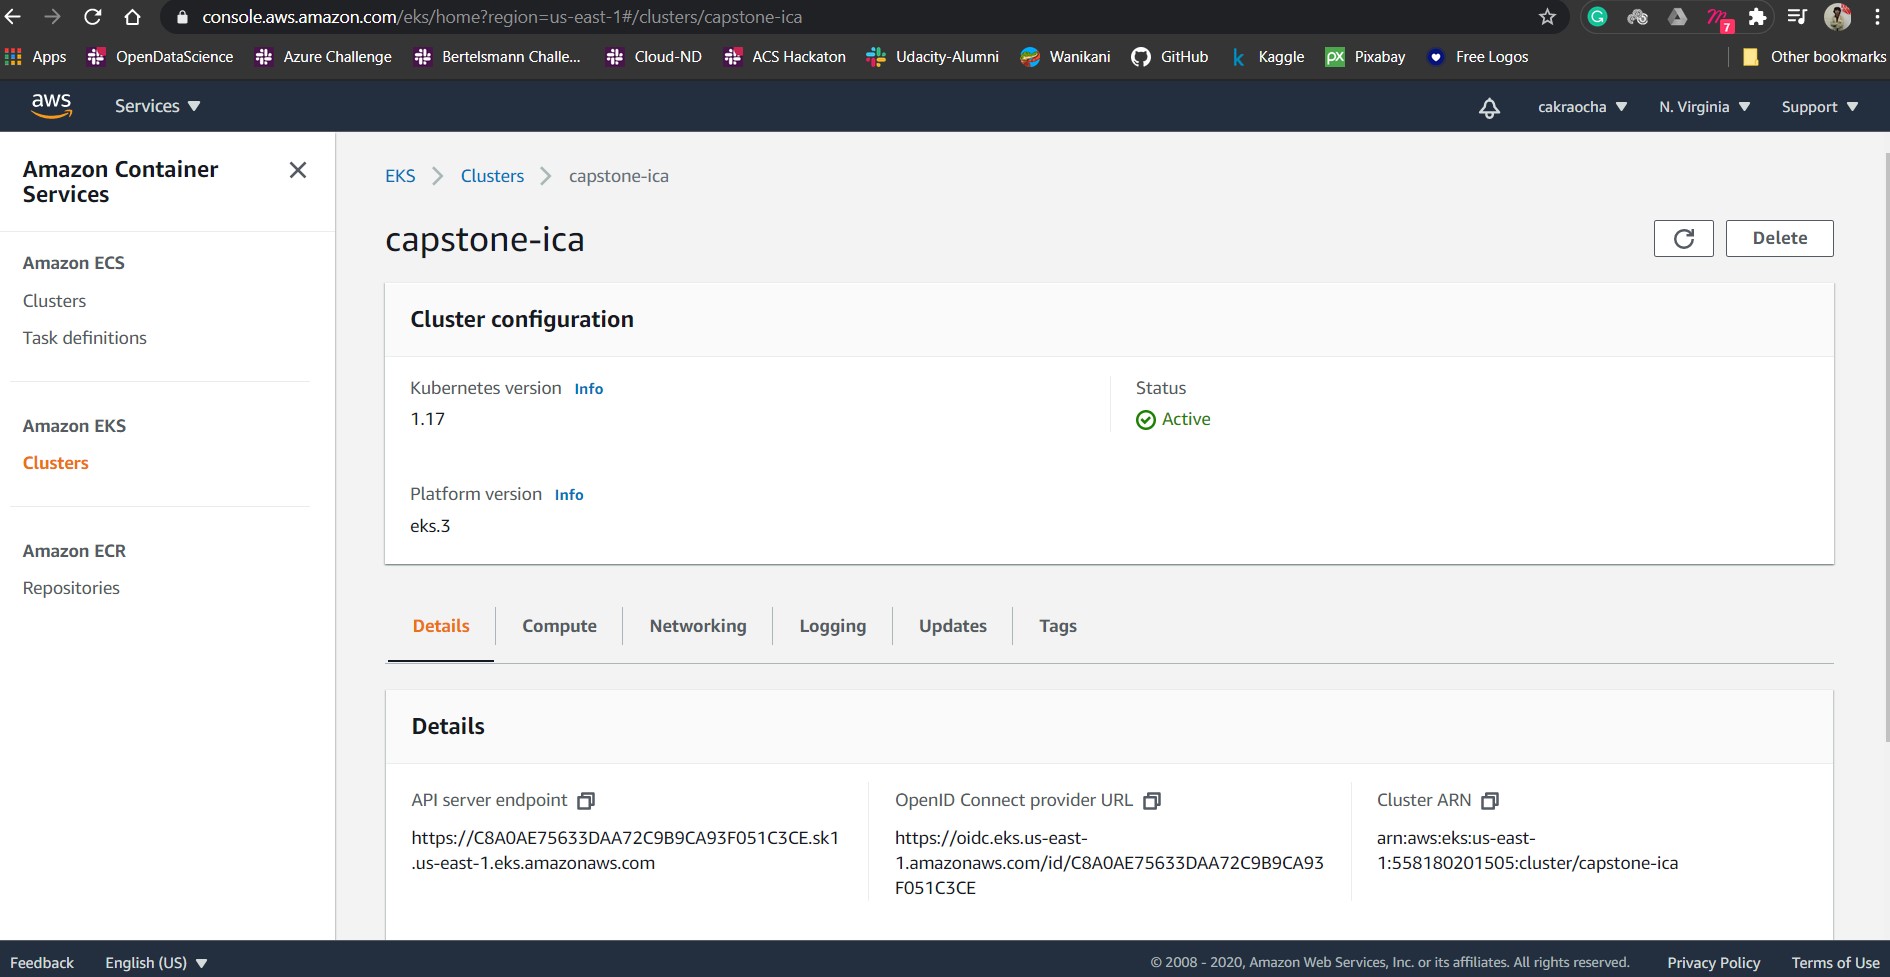 console.aws.amazon.com/eks/home?region=us-east-1#/clusters/capstone-ica
7
Apps OpenDataScience Azure Challenge Bertelsmann Challe... Cloud-ND ACS Hackaton Udacity-Alumni Wanikani GitHub k Kaggle px Pixabay Free Logos Other bookmarks
aws Services cakraocha N. Virginia Support
Amazon Container
Services
Amazon ECS
Clusters
Task definitions
Amazon EKS
Clusters
Amazon ECR
Repositories
EKS Clusters capstone-ica
capstone-ica
Delete
Cluster configuration
Kubernetes version Info
1.17
Status
Active
Platform version Info
eks.3
Details Compute Networking Logging Updates Tags
Details
API server endpoint
https://C8A0AE75633DAA72C9B9CA93F051C3CE.sk1
.us-east-1.eks.amazonaws.com
OpenID Connect provider URL
https://oidc.eks.us-east-
1.amazonaws.com/id/C8A0AE75633DAA72C9B9CA93
F051C3CE
Cluster ARN
arn:aws:eks:us-east-
1:558180201505:cluster/capstone-ica
Feedback English (US) © 2008 - 2020, Amazon Web Services, Inc. or its affiliates. All rights reserved. Privacy Policy Terms of Use